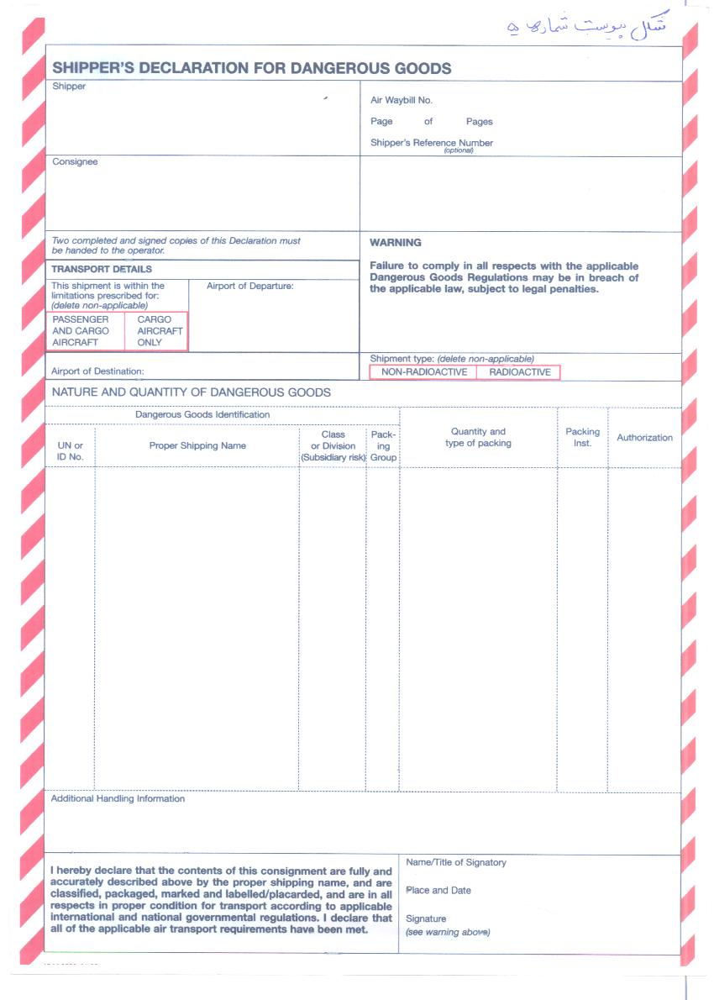 شکل پیوست شماره ۵
SHIPPER'S DECLARATION FOR DANGEROUS GOODS
Shipper
Air Waybill No.
Page of Pages
Shipper's Reference Number
(optional)
Consignee
Two completed and signed copies of this Declaration must
be handed to the operator.
WARNING
Failure to comply in all respects with the applicable
Dangerous Goods Regulations may be in breach of
the applicable law, subject to legal penalties.
TRANSPORT DETAILS
This shipment is within the
limitations prescribed for:
(delete non-applicable)
Airport of Departure:
PASSENGER
AND CARGO
AIRCRAFT
CARGO
AIRCRAFT
ONLY
Airport of Destination:
Shipment type: (delete non-applicable)
NON-RADIOACTIVE RADIOACTIVE
NATURE AND QUANTITY OF DANGEROUS GOODS
Dangerous Goods Identification
UN or
ID No.
Proper Shipping Name
Class
or Division
(Subsidiary risk)
Pack-
ing
Group
Quantity and
type of packing
Packing
Inst.
Authorization
Additional Handling Information
I hereby declare that the contents of this consignment are fully and
accurately described above by the proper shipping name, and are
classified, packaged, marked and labelled/placarded, and are in all
respects in proper condition for transport according to applicable
international and national governmental regulations. I declare that
all of the applicable air transport requirements have been met.
Name/Title of Signatory
Place and Date
Signature
(see warning above)